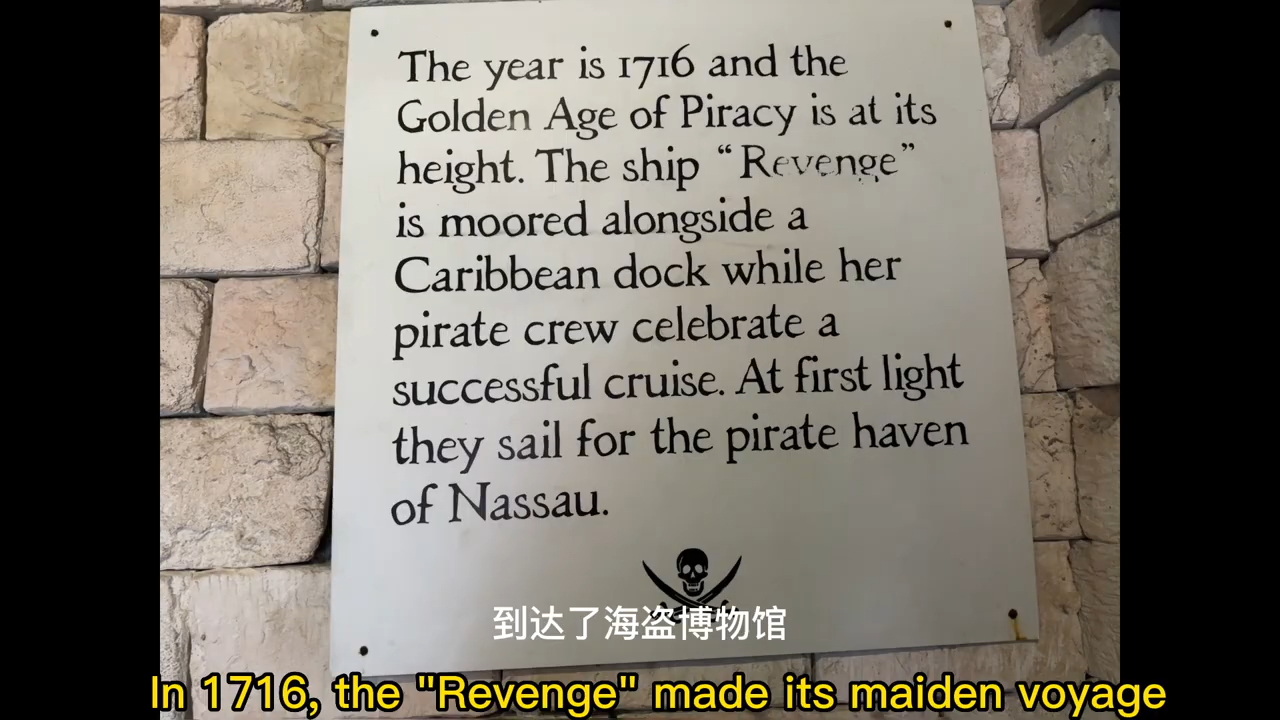 The year is 1716 and the
Golden Age of Piracy is at its
height. The ship “Revenge”
is moored alongside a
Caribbean dock while her
pirate crew celebrate a
successful cruise. At first light
they sail for the pirate haven
of Nassau.
到达了海盗博物馆
In 1716, the "Revenge" made its maiden voyage